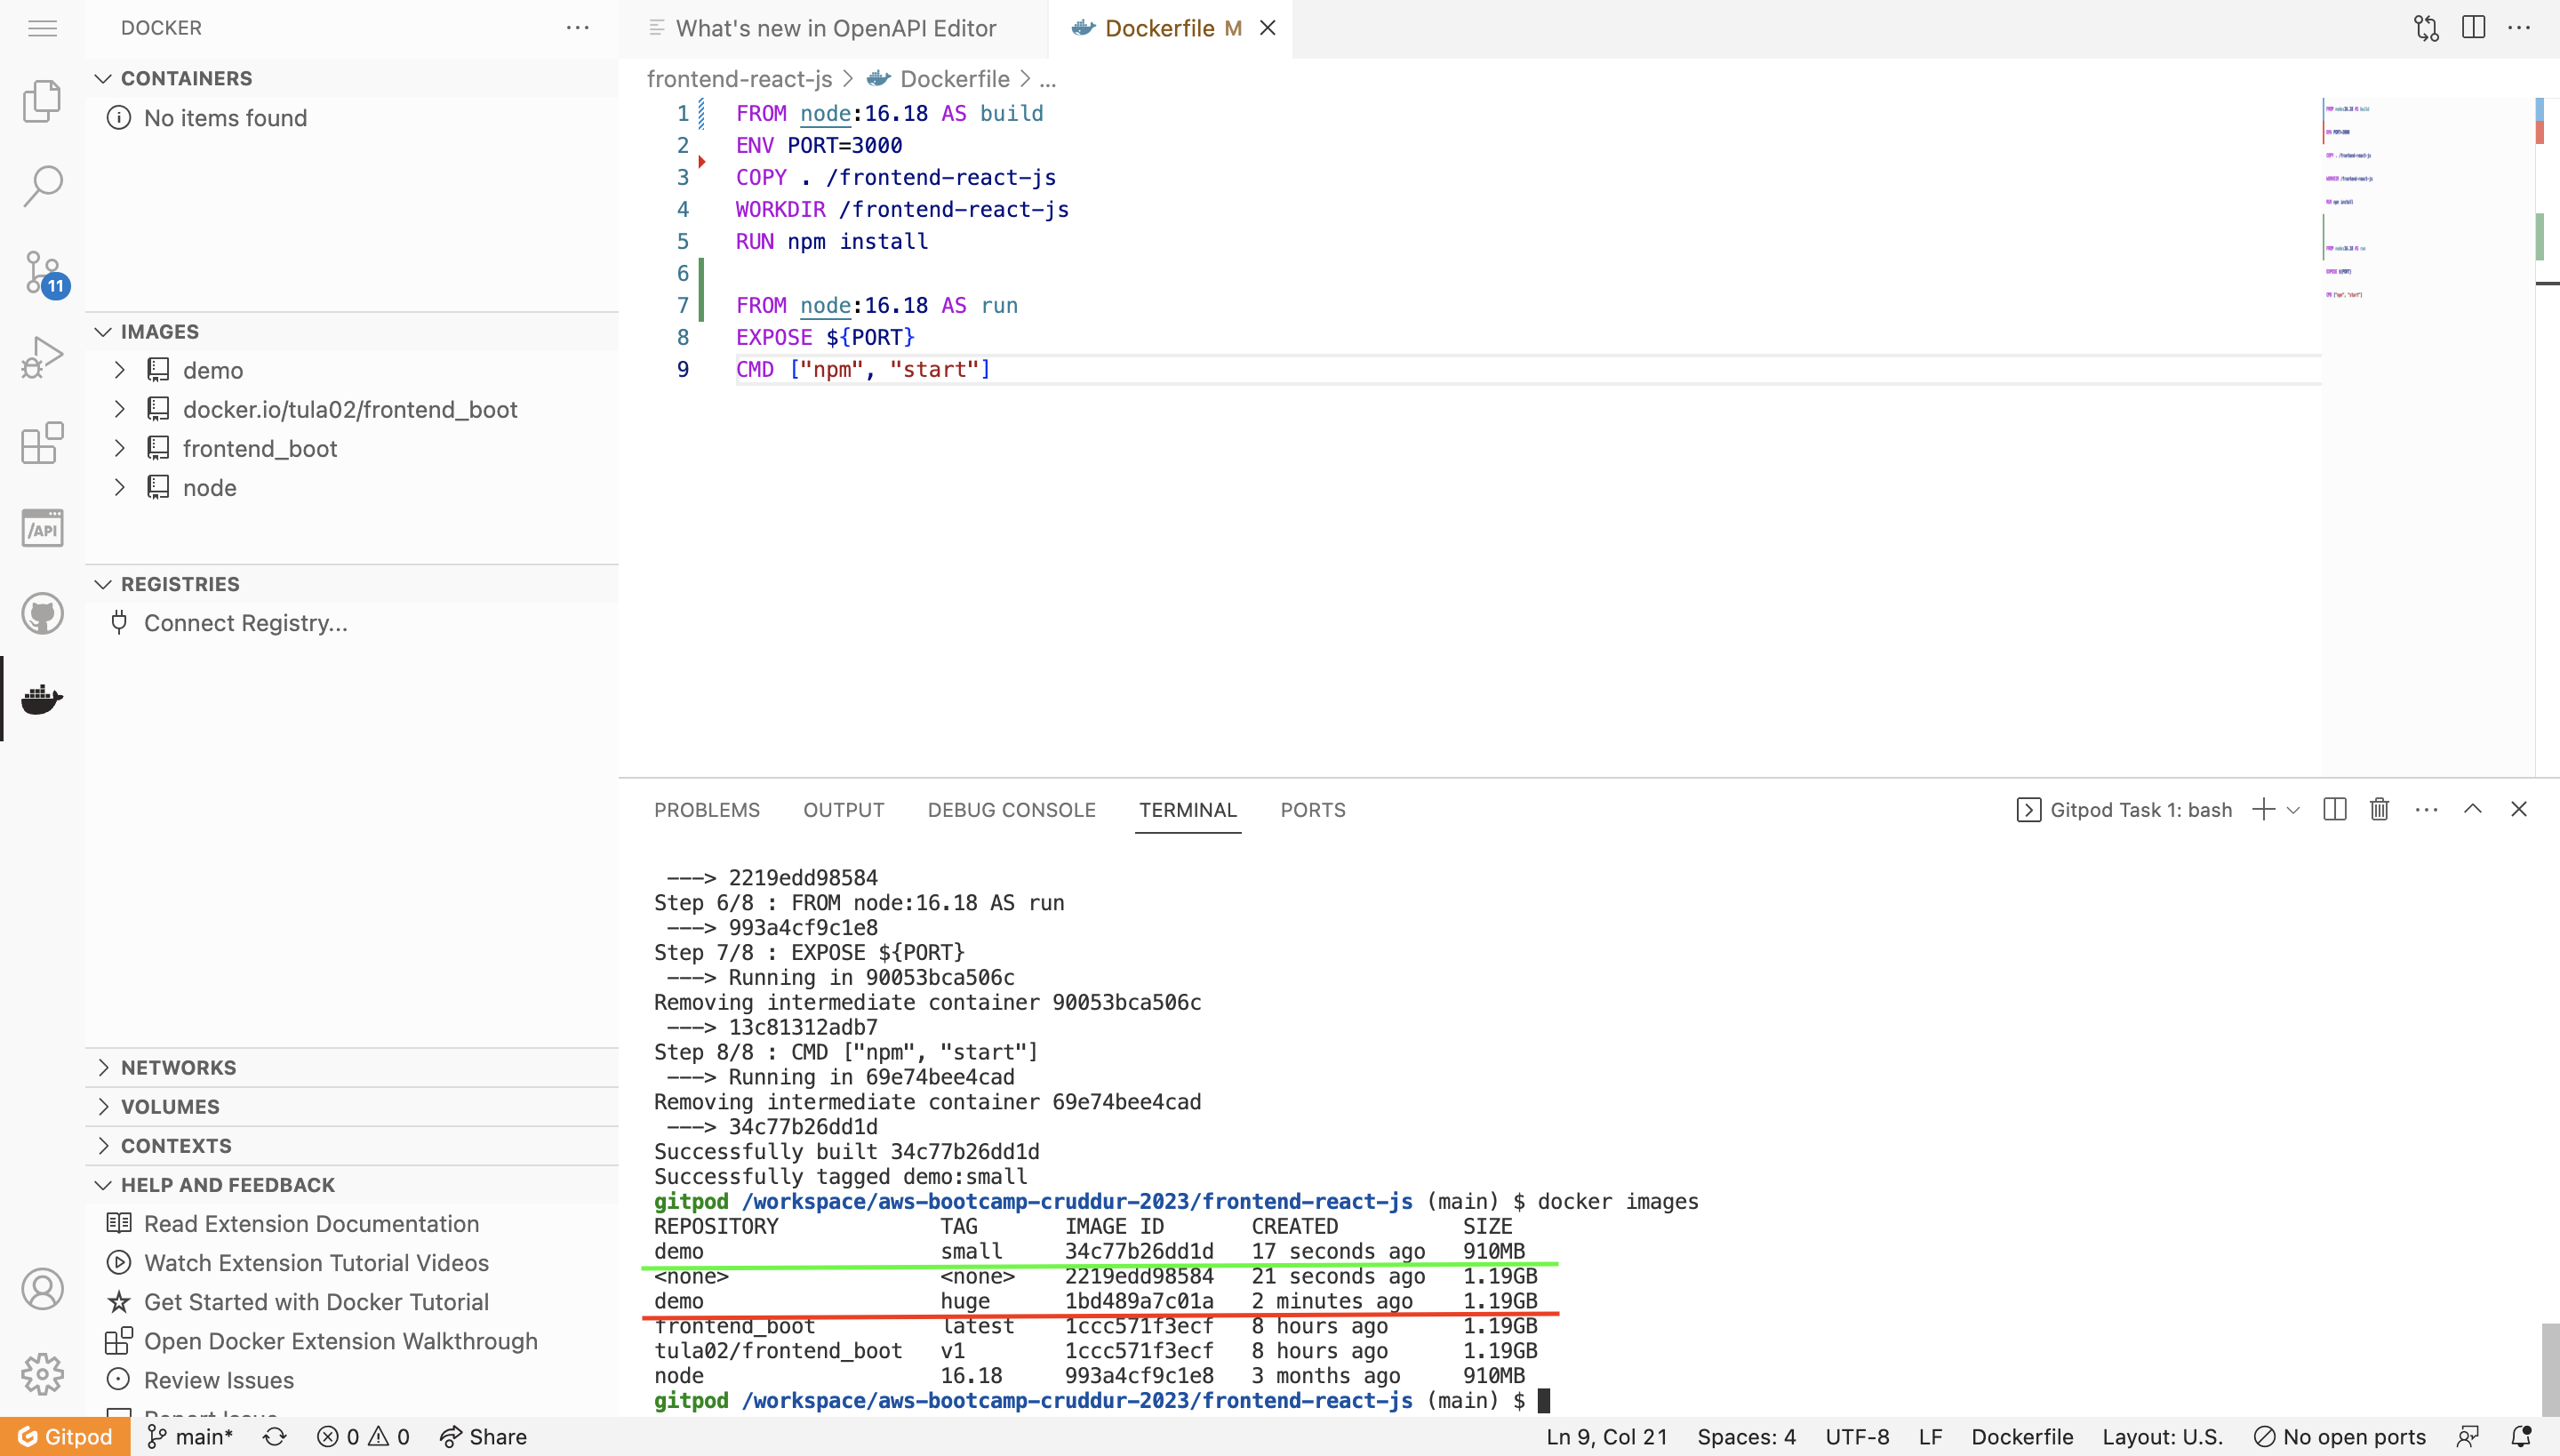 DOCKER
CONTAINERS
No items found
11
IMAGES
demo
docker.io/tula02/frontend_boot
frontend_boot
node
/API
REGISTRIES
Connect Registry...
NETWORKS
VOLUMES
CONTEXTS
HELP AND FEEDBACK
Read Extension Documentation
Watch Extension Tutorial Videos
Get Started with Docker Tutorial
Open Docker Extension Walkthrough
Review Issues
Report Issue
What's new in OpenAPI Editor
Dockerfile M
frontend-react-js > Dockerfile > ...
1 FROM node:16.18 AS build
2 ENV PORT=3000
3 COPY . /frontend-react-js
4 WORKDIR /frontend-react-js
5 RUN npm install
6
7 FROM node:16.18 AS run
8 EXPOSE ${PORT}
9 CMD ["npm", "start"]
PROBLEMS OUTPUT DEBUG CONSOLE TERMINAL PORTS
Gitpod Task 1: bash
---> 2219edd98584
Step 6/8 : FROM node:16.18 AS run
---> 993a4cf9c1e8
Step 7/8 : EXPOSE ${PORT}
---> Running in 90053bca506c
Removing intermediate container 90053bca506c
---> 13c81312adb7
Step 8/8 : CMD ["npm", "start"]
---> Running in 69e74bee4cad
Removing intermediate container 69e74bee4cad
---> 34c77b26dd1d
Successfully built 34c77b26dd1d
Successfully tagged demo:small
gitpod /workspace/aws-bootcamp-cruddur-2023/frontend-react-js (main) $ docker images
REPOSITORY TAG IMAGE ID CREATED SIZE
demo small 34c77b26dd1d 17 seconds ago 910MB
<none> <none> 2219edd98584 21 seconds ago 1.19GB
demo huge 1bd489a7c01a 2 minutes ago 1.19GB
frontend_boot latest 1ccc571f3ecf 8 hours ago 1.19GB
tula02/frontend_boot v1 1ccc571f3ecf 8 hours ago 1.19GB
node 16.18 993a4cf9c1e8 3 months ago 910MB
gitpod /workspace/aws-bootcamp-cruddur-2023/frontend-react-js (main) $
Gitpod main* 0 0 Share Ln 9, Col 21 Spaces: 4 UTF-8 LF Dockerfile Layout: U.S. No open ports